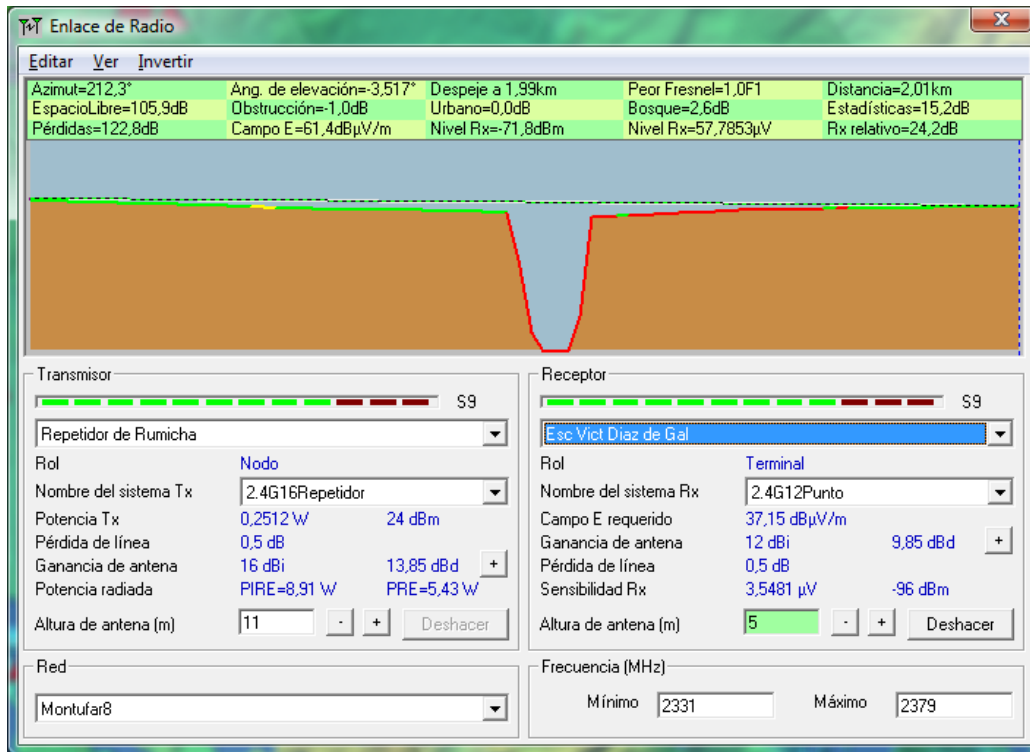 Enlace de Radio
Editar Ver Invertir
Azimut=212,3° Ang. de elevación=-3,517° Despeje a 1,99km Peor Fresnel=1,0F1 Distancia=2,01km
EspacioLibre=105,9dB Obstrucción=-1,0dB Urbano=0,0dB Bosque=2,6dB Estadísticas=15,2dB
Pérdidas=122,8dB Campo E=61,4dBµV/m Nivel Rx=-71,8dBm Nivel Rx=57,7853µV Rx relativo=24,2dB
Transmisor
S9
Repetidor de Rumicha
Rol Nodo
Nombre del sistema Tx 2.4G16Repetidor
Potencia Tx 0,2512 W 24 dBm
Pérdida de línea 0,5 dB
Ganancia de antena 16 dBi 13,85 dBd +
Potencia radiada PIRE=8,91 W PRE=5,43 W
Altura de antena (m) 11 - + Deshacer
Receptor
S9
Esc Vict Diaz de Gal
Rol Terminal
Nombre del sistema Rx 2.4G12Punto
Campo E requerido 37,15 dBµV/m
Ganancia de antena 12 dBi 9,85 dBd +
Pérdida de línea 0,5 dB
Sensibilidad Rx 3,5481 µV -96 dBm
Altura de antena (m) 5 - + Deshacer
Red
Montufar8
Frecuencia (MHz)
Mínimo 2331 Máximo 2379